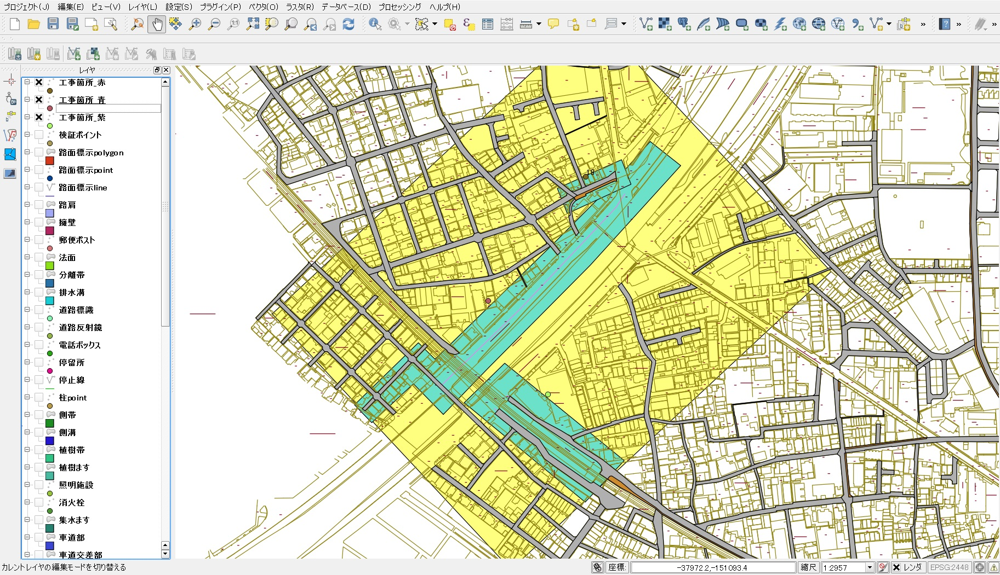 プロジェクト(J) 編集(E) ビュー(V) レイヤ(L) 設定(S) プラグイン(P) ベクタ(O) ラスタ(R) データベース(D) プロセッシング ヘルプ(H)
レイヤ
工事箇所_赤
工事箇所_青
工事箇所_紫
検証ポイント
路面標示polygon
路面標示point
路面標示line
路肩
擁壁
郵便ポスト
法面
分離帯
排水溝
道路標識
道路反射鏡
電話ボックス
停留所
停止線
柱point
側帯
側溝
植樹帯
植樹ます
照明施設
消火栓
集水ます
車道部
車道交差部
18
カレントレイヤの編集モードを切り替える
座標:
-37972.2,-151093.4
縮尺
1:2957
レンダ
EPSG:2448